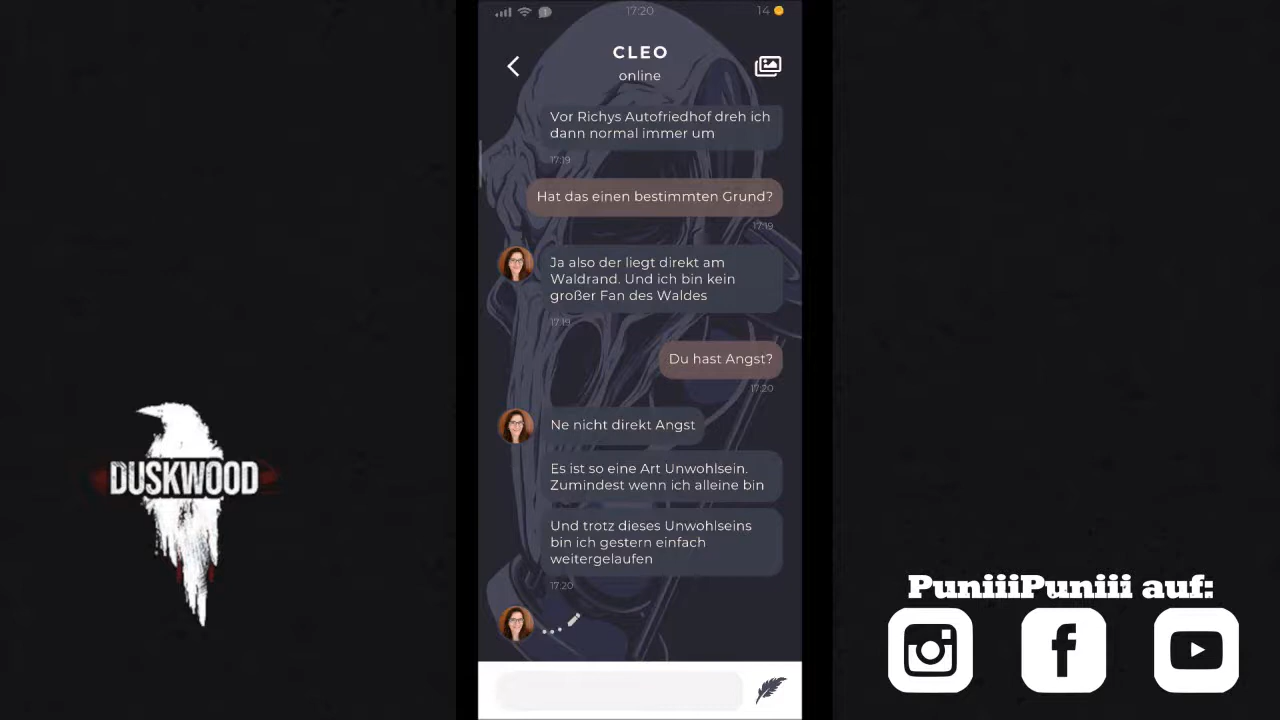 17:20
14
CLEO
online
Vor Richys Autofriedhof dreh ich
dann normal immer um
17:19
Hat das einen bestimmten Grund?
17:19
Ja also der liegt direkt am
Waldrand. Und ich bin kein
großer Fan des Waldes
17:19
Du hast Angst?
17:20
Ne nicht direkt Angst
Es ist so eine Art Unwohlsein.
Zumindest wenn ich alleine bin
Und trotz dieses Unwohlseins
bin ich gestern einfach
weitergelaufen
17:20
DUSKWOOD
PuniiiPuniii auf: